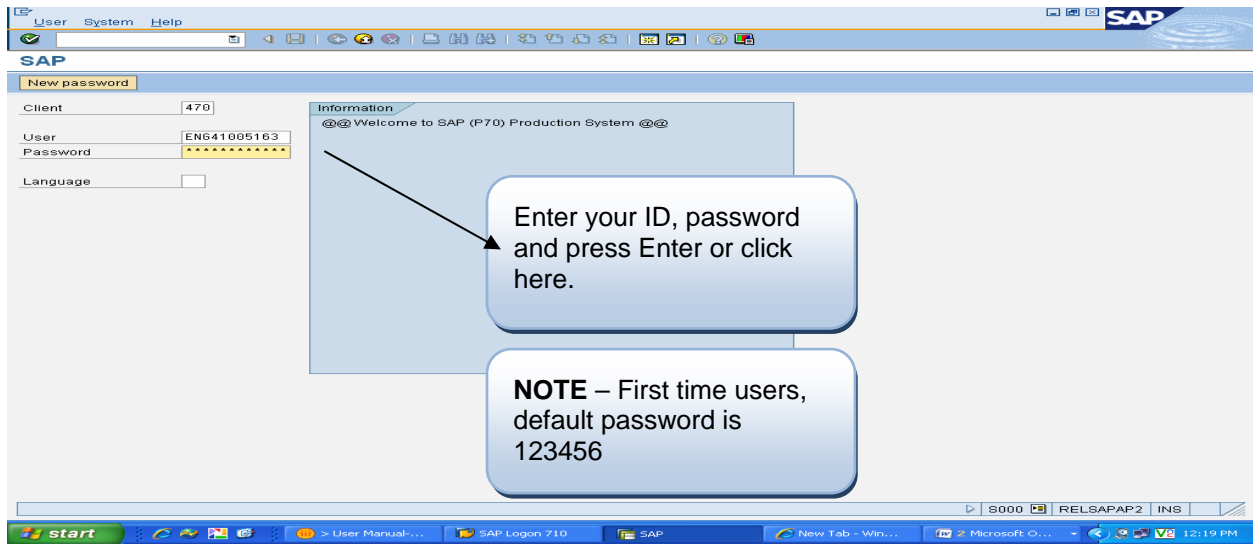 User System Help
SAP
SAP
New password
Client 470
Information
@@ Welcome to SAP (P70) Production System @@
User EN641005163
Password ************
Language
Enter your ID, password
and press Enter or click
here.
NOTE – First time users,
default password is
123456
S000 RELSAPAP2 INS
start > User Manual-... SAP Logon 710 SAP New Tab - Win... 2 Microsoft O... V2 12:19 PM